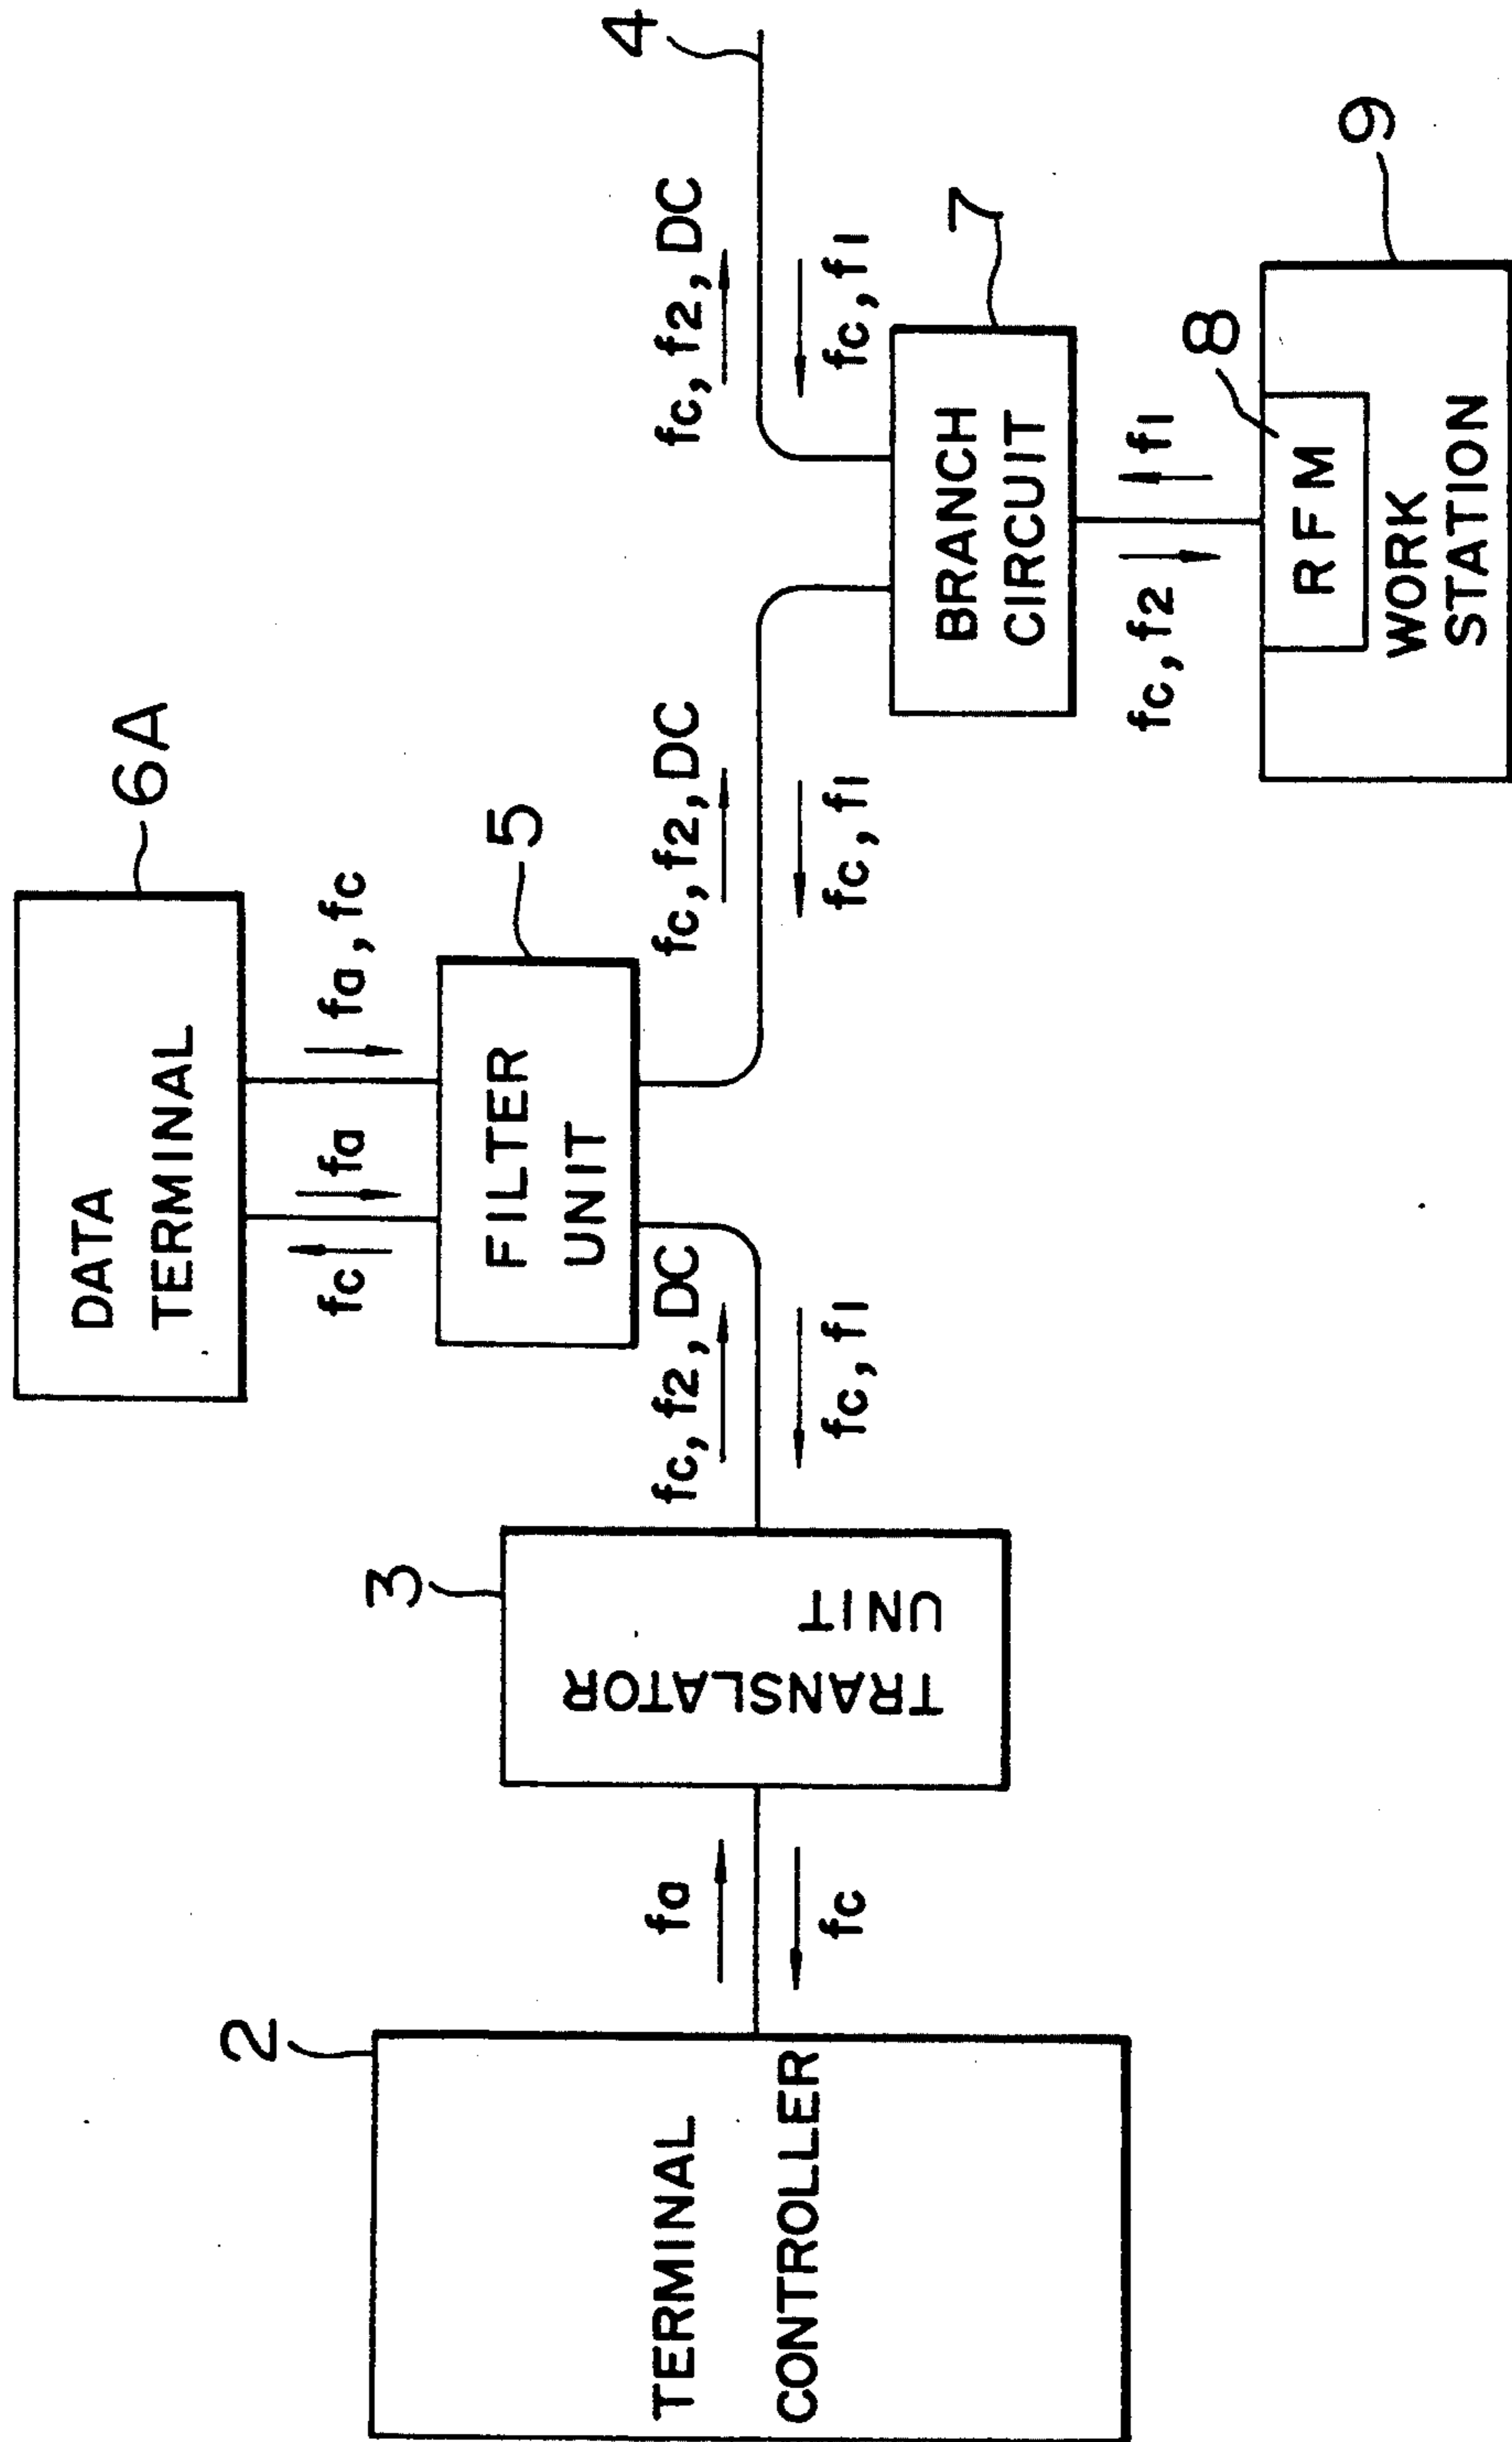 2
TERMINAL
CONTROLLER
fa
fc
3
TRANSLATOR
UNIT
fc, f2, DC
fc, f1
DATA
TERMINAL
6A
fc
fa
fa, fc
FILTER
UNIT
5
fc, f2, DC
fc, f1
BRANCH
CIRCUIT
7
fc, f2, DC
fc, f1
4
fc, f2
f1
8
RFM
WORK
STATION
9